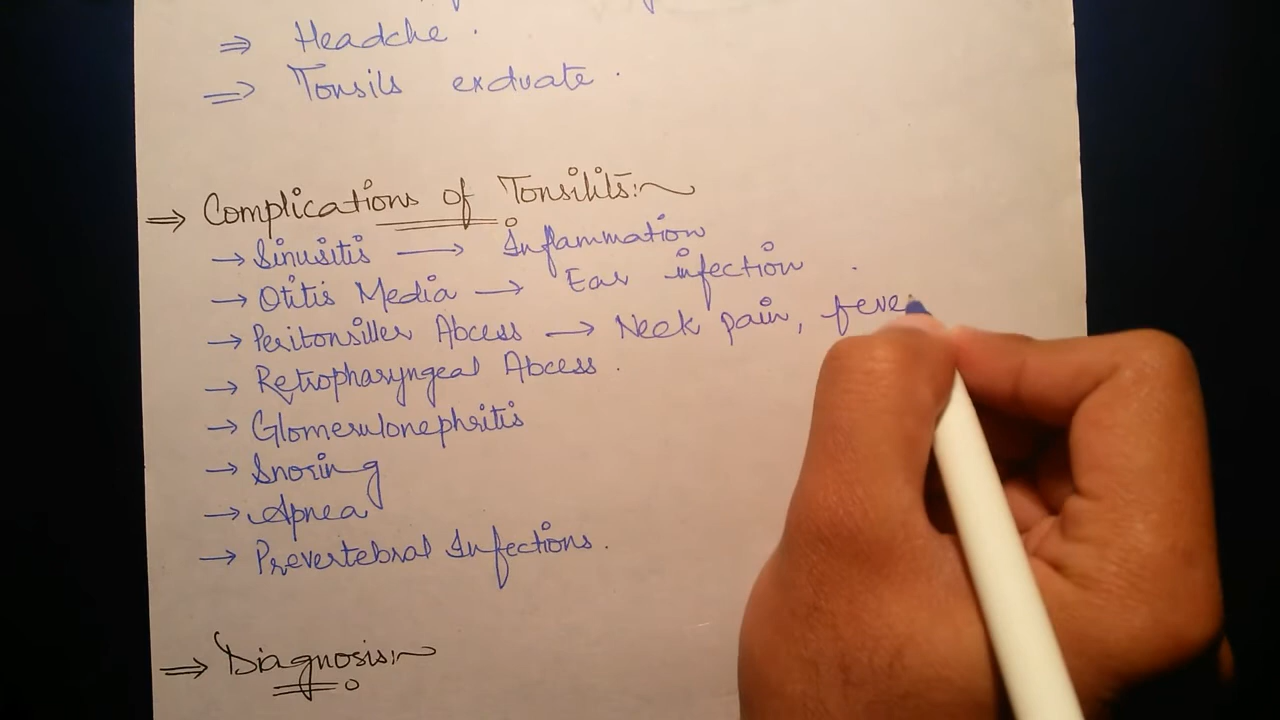 ⇒ Headche .
⇒ Tonsils exduate .
⇒ Complications of Tonsilits:~
→ Sinusitis → Inflammation
→ Otitis Media → Ear infection .
→ Peritonsiller Abcess → Neck pain, feve
→ Retropharyngeal Abcess .
→ Glomerulonephritis
→ Snoring
→ Apnea
→ Prevertebral Infections .
⇒ Diagnosis:~